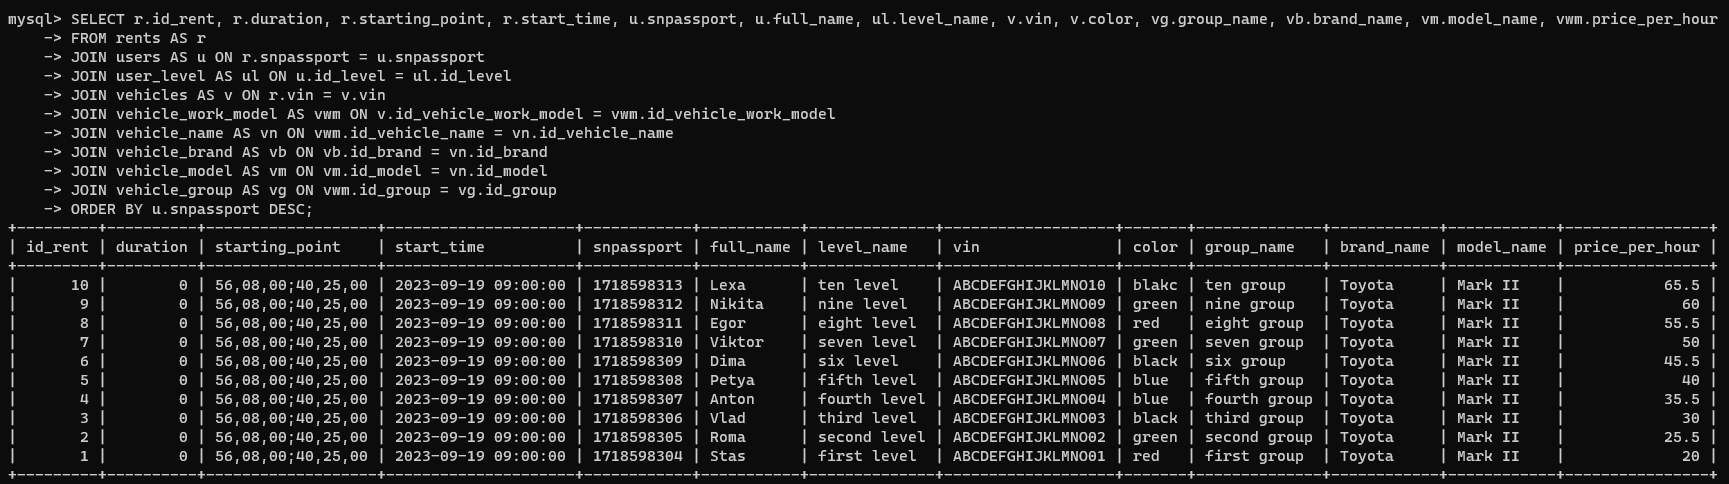 mysql> SELECT r.id_rent, r.duration, r.starting_point, r.start_time, u.snpassport, u.full_name, ul.level_name, v.vin, v.color, vg.group_name, vb.brand_name, vm.model_name, vwm.price_per_hour
    -> FROM rents AS r
    -> JOIN users AS u ON r.snpassport = u.snpassport
    -> JOIN user_level AS ul ON u.id_level = ul.id_level
    -> JOIN vehicles AS v ON r.vin = v.vin
    -> JOIN vehicle_work_model AS vwm ON v.id_vehicle_work_model = vwm.id_vehicle_work_model
    -> JOIN vehicle_name AS vn ON vwm.id_vehicle_name = vn.id_vehicle_name
    -> JOIN vehicle_brand AS vb ON vb.id_brand = vn.id_brand
    -> JOIN vehicle_model AS vm ON vm.id_model = vn.id_model
    -> JOIN vehicle_group AS vg ON vwm.id_group = vg.id_group
    -> ORDER BY u.snpassport DESC;
+---------+----------+-------------------+---------------------+------------+-----------+--------------+-------------------+-------+--------------+------------+------------+----------------+
| id_rent | duration | starting_point    | start_time          | snpassport | full_name | level_name   | vin               | color | group_name   | brand_name | model_name | price_per_hour |
+---------+----------+-------------------+---------------------+------------+-----------+--------------+-------------------+-------+--------------+------------+------------+----------------+
|      10 |        0 | 56,08,00;40,25,00 | 2023-09-19 09:00:00 | 1718598313 | Lexa      | ten level    | ABCDEFGHIJKLMNO10 | blakc | ten group    | Toyota     | Mark II    |           65.5 |
|       9 |        0 | 56,08,00;40,25,00 | 2023-09-19 09:00:00 | 1718598312 | Nikita    | nine level   | ABCDEFGHIJKLMNO09 | green | nine group   | Toyota     | Mark II    |             60 |
|       8 |        0 | 56,08,00;40,25,00 | 2023-09-19 09:00:00 | 1718598311 | Egor      | eight level  | ABCDEFGHIJKLMNO08 | red   | eight group  | Toyota     | Mark II    |           55.5 |
|       7 |        0 | 56,08,00;40,25,00 | 2023-09-19 09:00:00 | 1718598310 | Viktor    | seven level  | ABCDEFGHIJKLMNO07 | green | seven group  | Toyota     | Mark II    |             50 |
|       6 |        0 | 56,08,00;40,25,00 | 2023-09-19 09:00:00 | 1718598309 | Dima      | six level    | ABCDEFGHIJKLMNO06 | black | six group    | Toyota     | Mark II    |           45.5 |
|       5 |        0 | 56,08,00;40,25,00 | 2023-09-19 09:00:00 | 1718598308 | Petya     | fifth level  | ABCDEFGHIJKLMNO05 | blue  | fifth group  | Toyota     | Mark II    |             40 |
|       4 |        0 | 56,08,00;40,25,00 | 2023-09-19 09:00:00 | 1718598307 | Anton     | fourth level | ABCDEFGHIJKLMNO04 | blue  | fourth group | Toyota     | Mark II    |           35.5 |
|       3 |        0 | 56,08,00;40,25,00 | 2023-09-19 09:00:00 | 1718598306 | Vlad      | third level  | ABCDEFGHIJKLMNO03 | black | third group  | Toyota     | Mark II    |             30 |
|       2 |        0 | 56,08,00;40,25,00 | 2023-09-19 09:00:00 | 1718598305 | Roma      | second level | ABCDEFGHIJKLMNO02 | green | second group | Toyota     | Mark II    |           25.5 |
|       1 |        0 | 56,08,00;40,25,00 | 2023-09-19 09:00:00 | 1718598304 | Stas      | first level  | ABCDEFGHIJKLMNO01 | red   | first group  | Toyota     | Mark II    |             20 |
+---------+----------+-------------------+---------------------+------------+-----------+--------------+-------------------+-------+--------------+------------+------------+----------------+